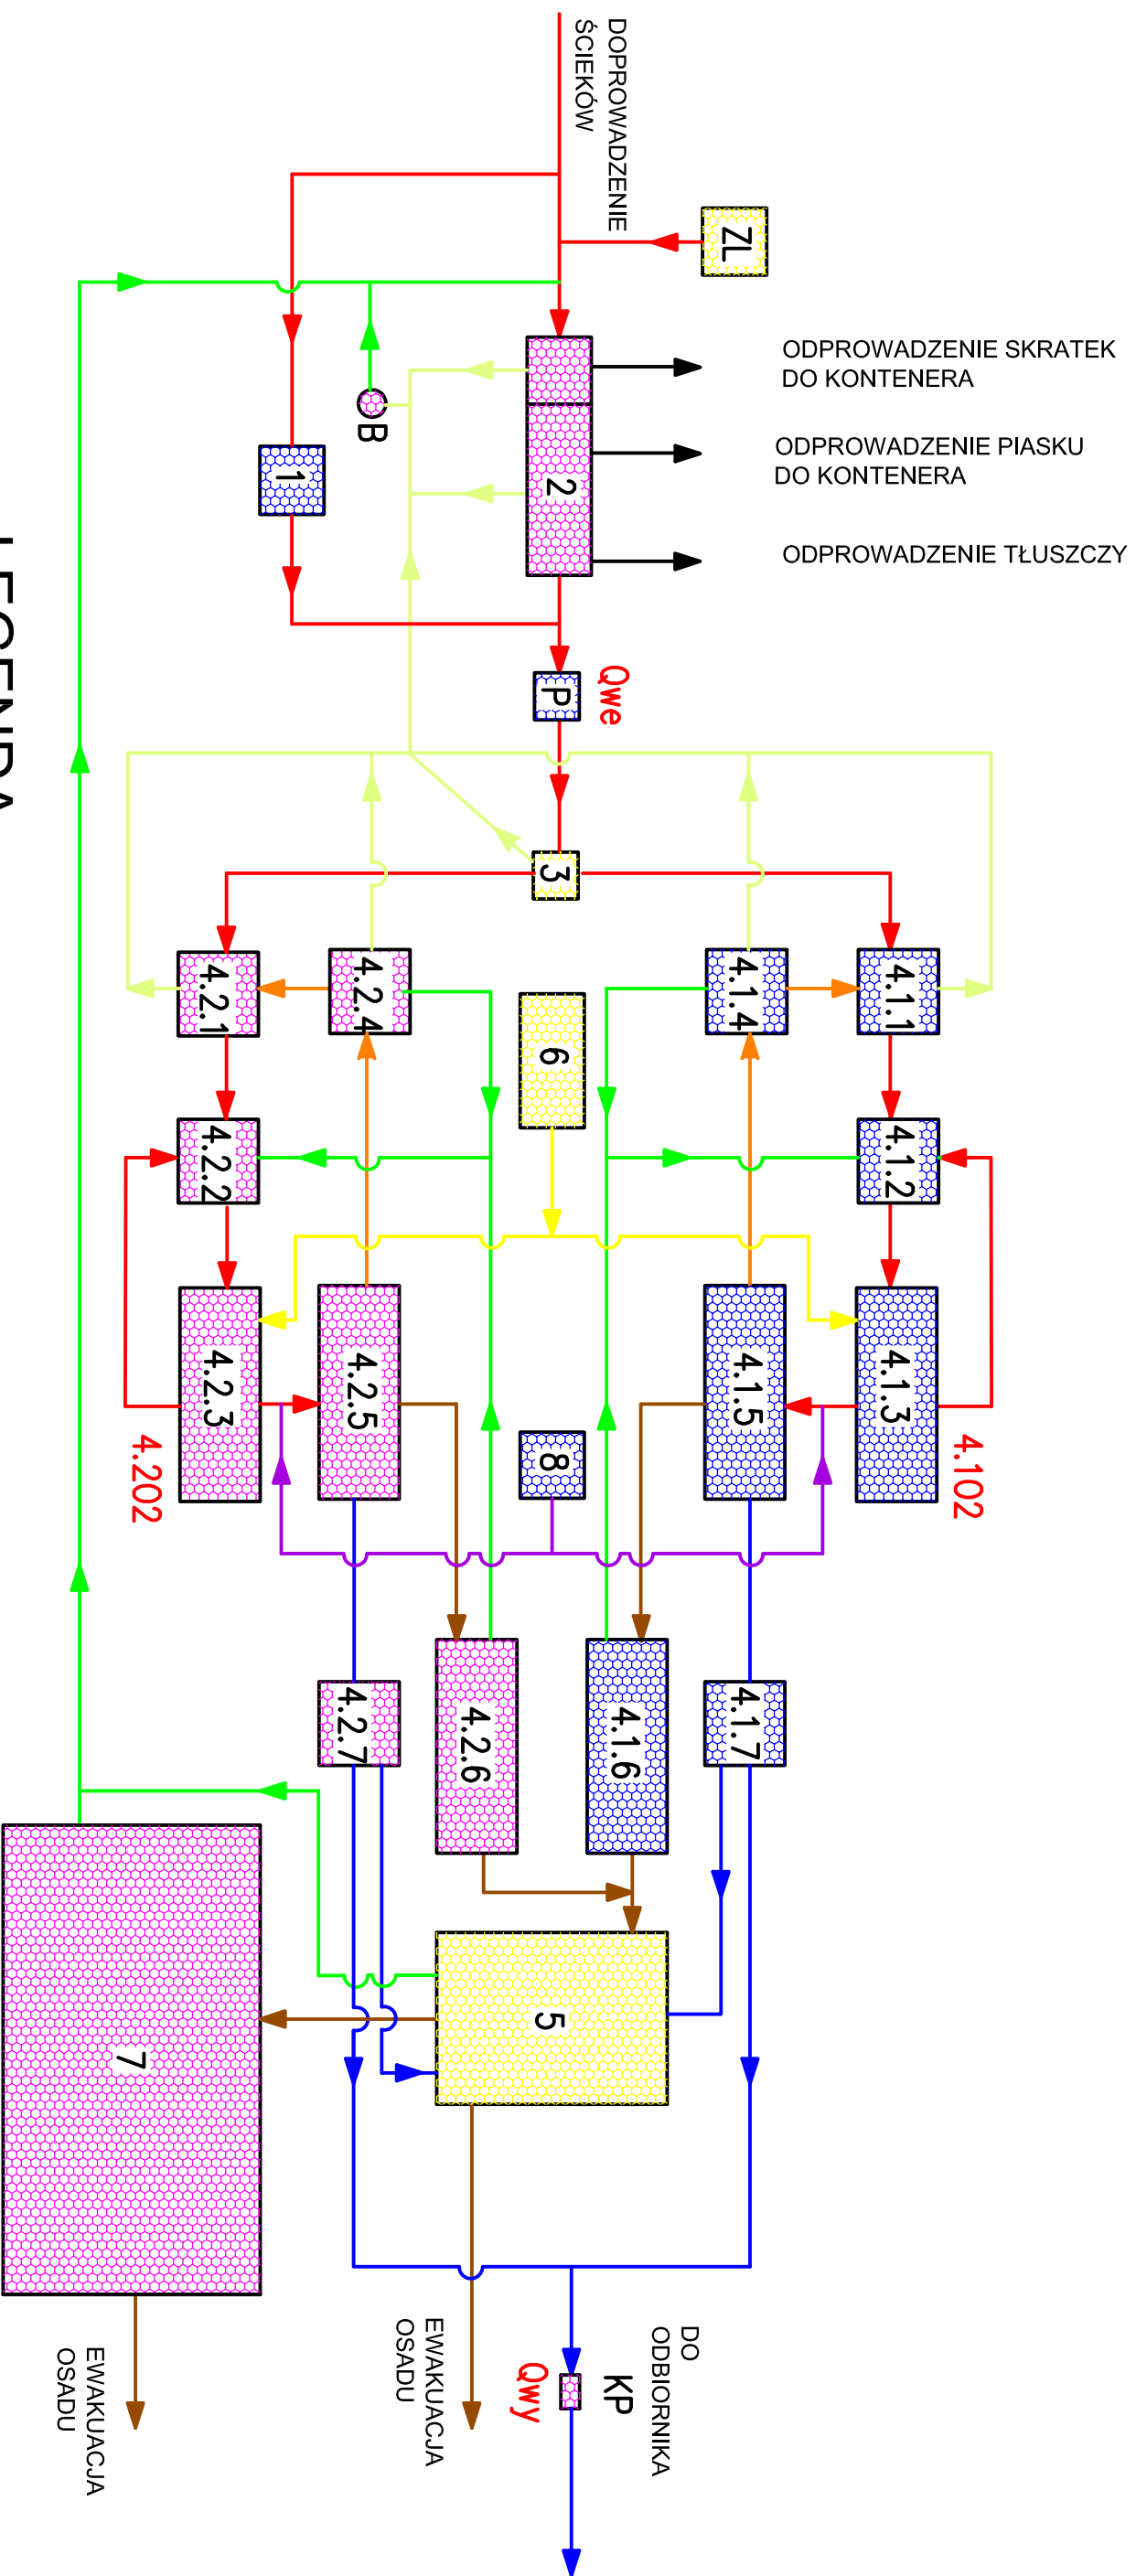 DOPROWADZENIE
ŚCIEKÓW
ZL
ODPROWADZENIE SKRATEK
DO KONTENERA
ODPROWADZENIE PIASKU
DO KONTENERA
ODPROWADZENIE TŁUSZCZY
B
1
2
Qwe
P
3
4.2.1
4.2.4
4.1.4
4.1.1
6
4.2.2
4.1.2
4.2.3
4.2.5
4.1.5
4.1.3
4.202
8
4.102
4.2.7
4.2.6
4.1.6
4.1.7
5
7
DO
ODBIORNIKA
KP
Qwy
EWAKUACJA
OSADU
EWAKUACJA
OSADU
LEGENDA